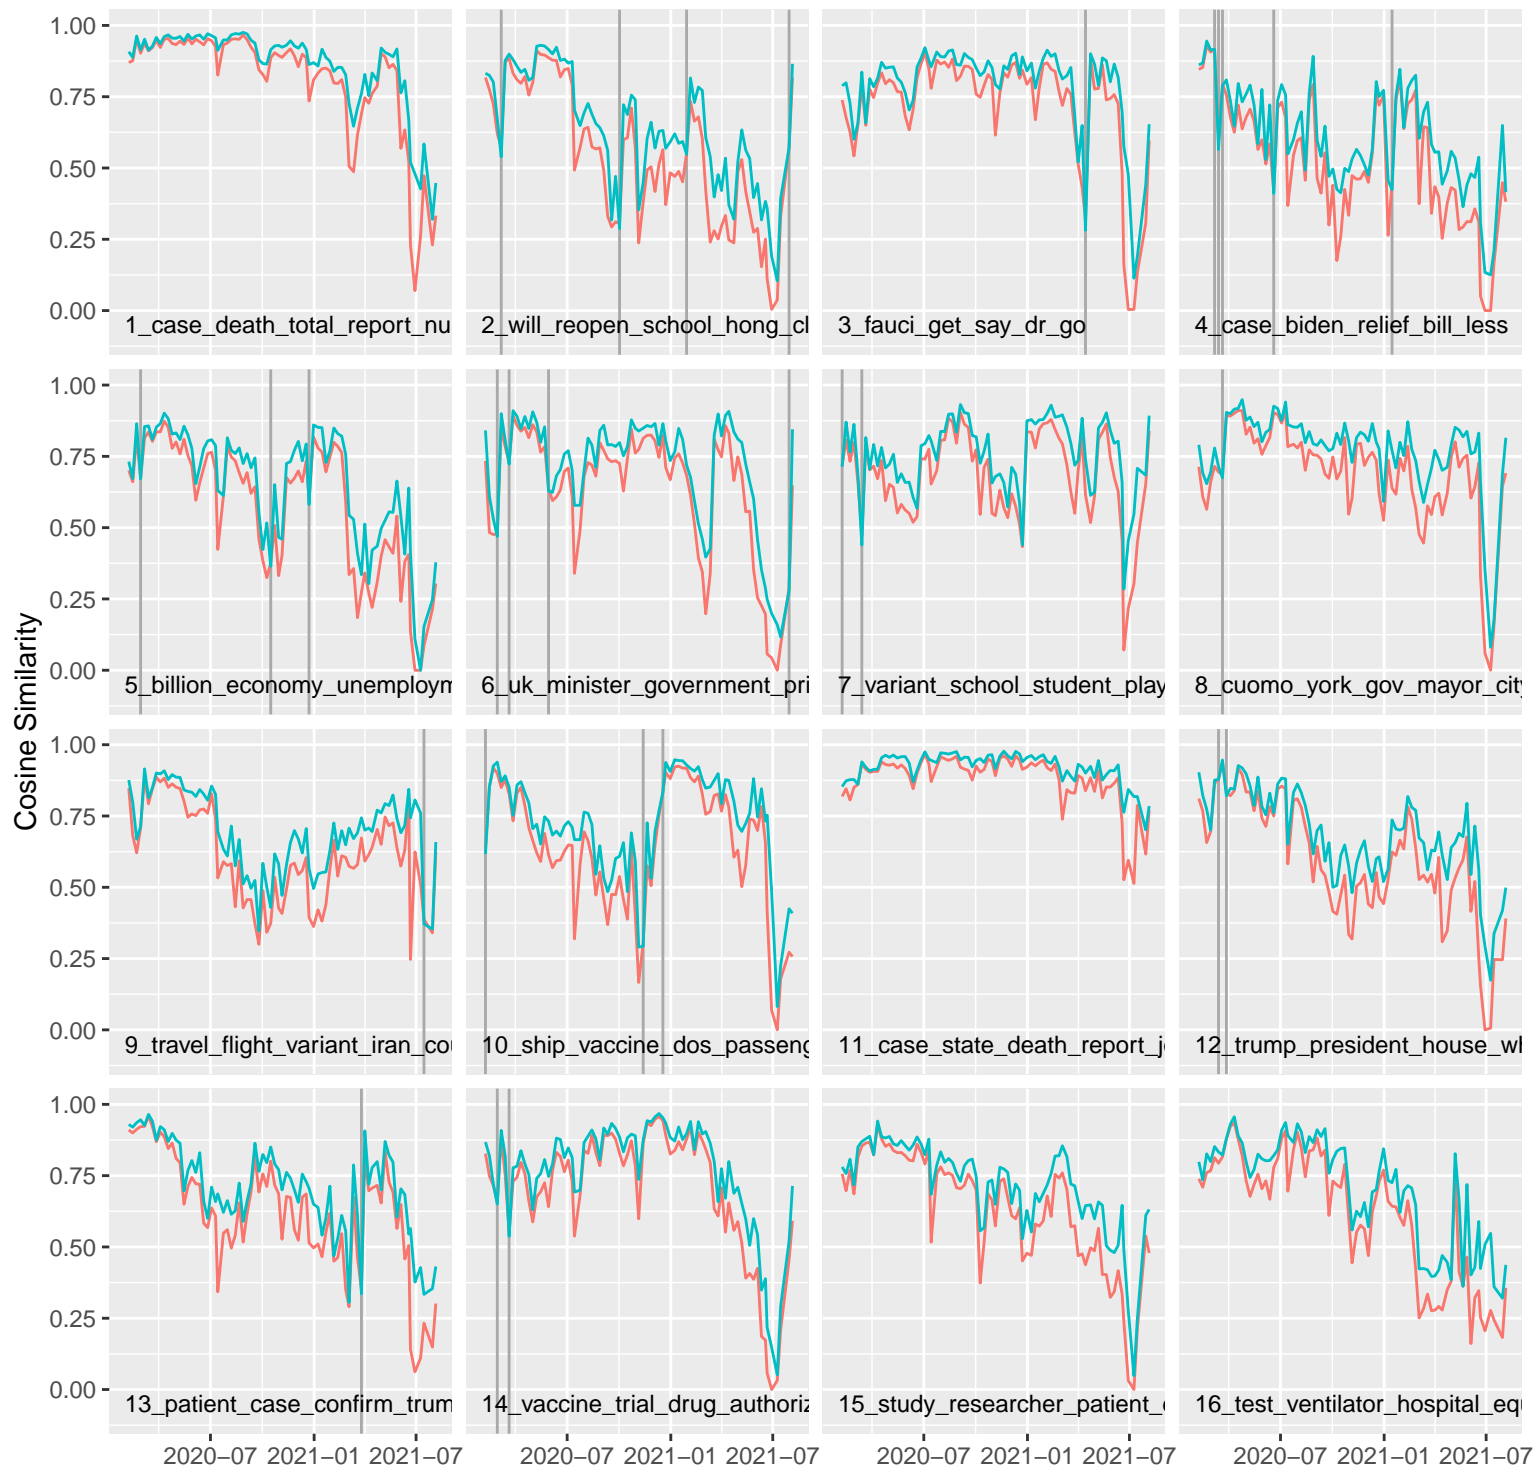 1.00
0.75
0.50
0.25
0.00
1_case_death_total_report_nu
2_will_reopen_school_hong_cl
3_fauci_get_say_dr_go
4_case_biden_relief_bill_less
1.00
0.75
0.50
0.25
0.00
5_billion_economy_unemploym
6_uk_minister_government_pri
7_variant_school_student_play
8_cuomo_york_gov_mayor_city
Cosine Similarity
1.00
0.75
0.50
0.25
0.00
9_travel_flight_variant_iran_cou
10_ship_vaccine_dos_passeng
11_case_state_death_report_j
12_trump_president_house_wh
1.00
0.75
0.50
0.25
0.00
13_patient_case_confirm_trum
14_vaccine_trial_drug_authoriz
15_study_researcher_patient_
16_test_ventilator_hospital_equ
2020−07 2021−01 2021−07 2020−07 2021−01 2021−07 2020−07 2021−01 2021−07 2020−07 2021−01 2021−07